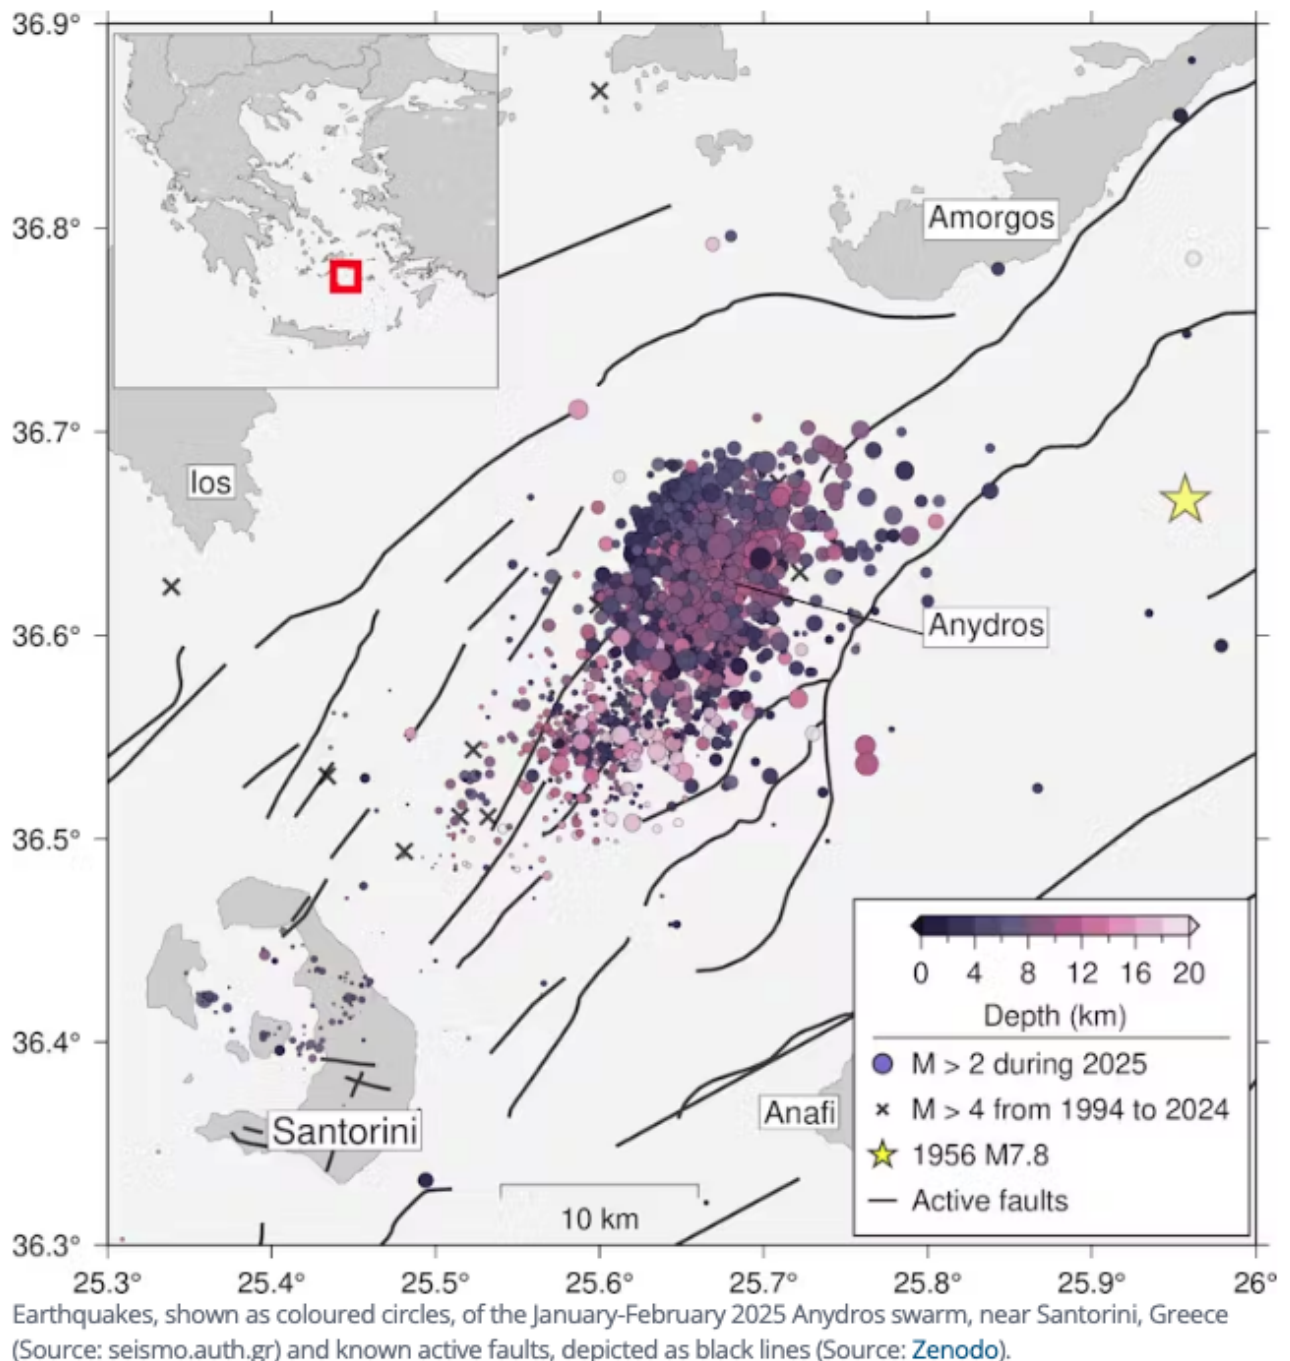 36.9°
36.8°
Amorgos
36.7°
Ios
36.6°
Anydros
36.5°
0 4 8 12 16 20
Depth (km)
36.4°
M > 2 during 2025
M > 4 from 1994 to 2024
Anafi
Santorini
1956 M7.8
Active faults
10 km
36.3°
25.3° 25.4° 25.5° 25.6° 25.7° 25.8° 25.9° 26°
Earthquakes, shown as coloured circles, of the January-February 2025 Anydros swarm, near Santorini, Greece
(Source: seismo.auth.gr) and known active faults, depicted as black lines (Source: Zenodo).